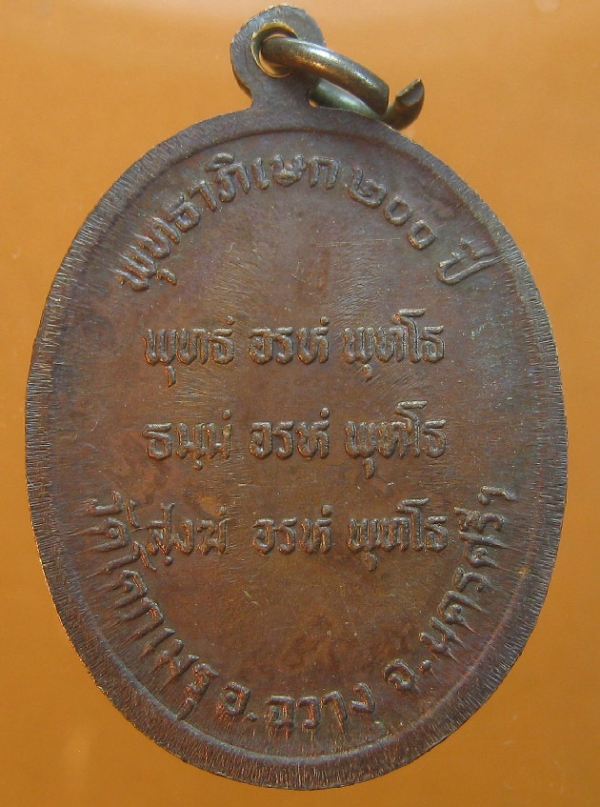 พุทธาภิเษก ๒๐๐ ปี
พุทธํ อรหํ พุทโธ
ธมฺมํ อรหํ พุทโธ
สงฺฆํ อรหํ พุทโธ
วัดโคกเมรุ อ.ฉวาง จ.นครศรีฯ